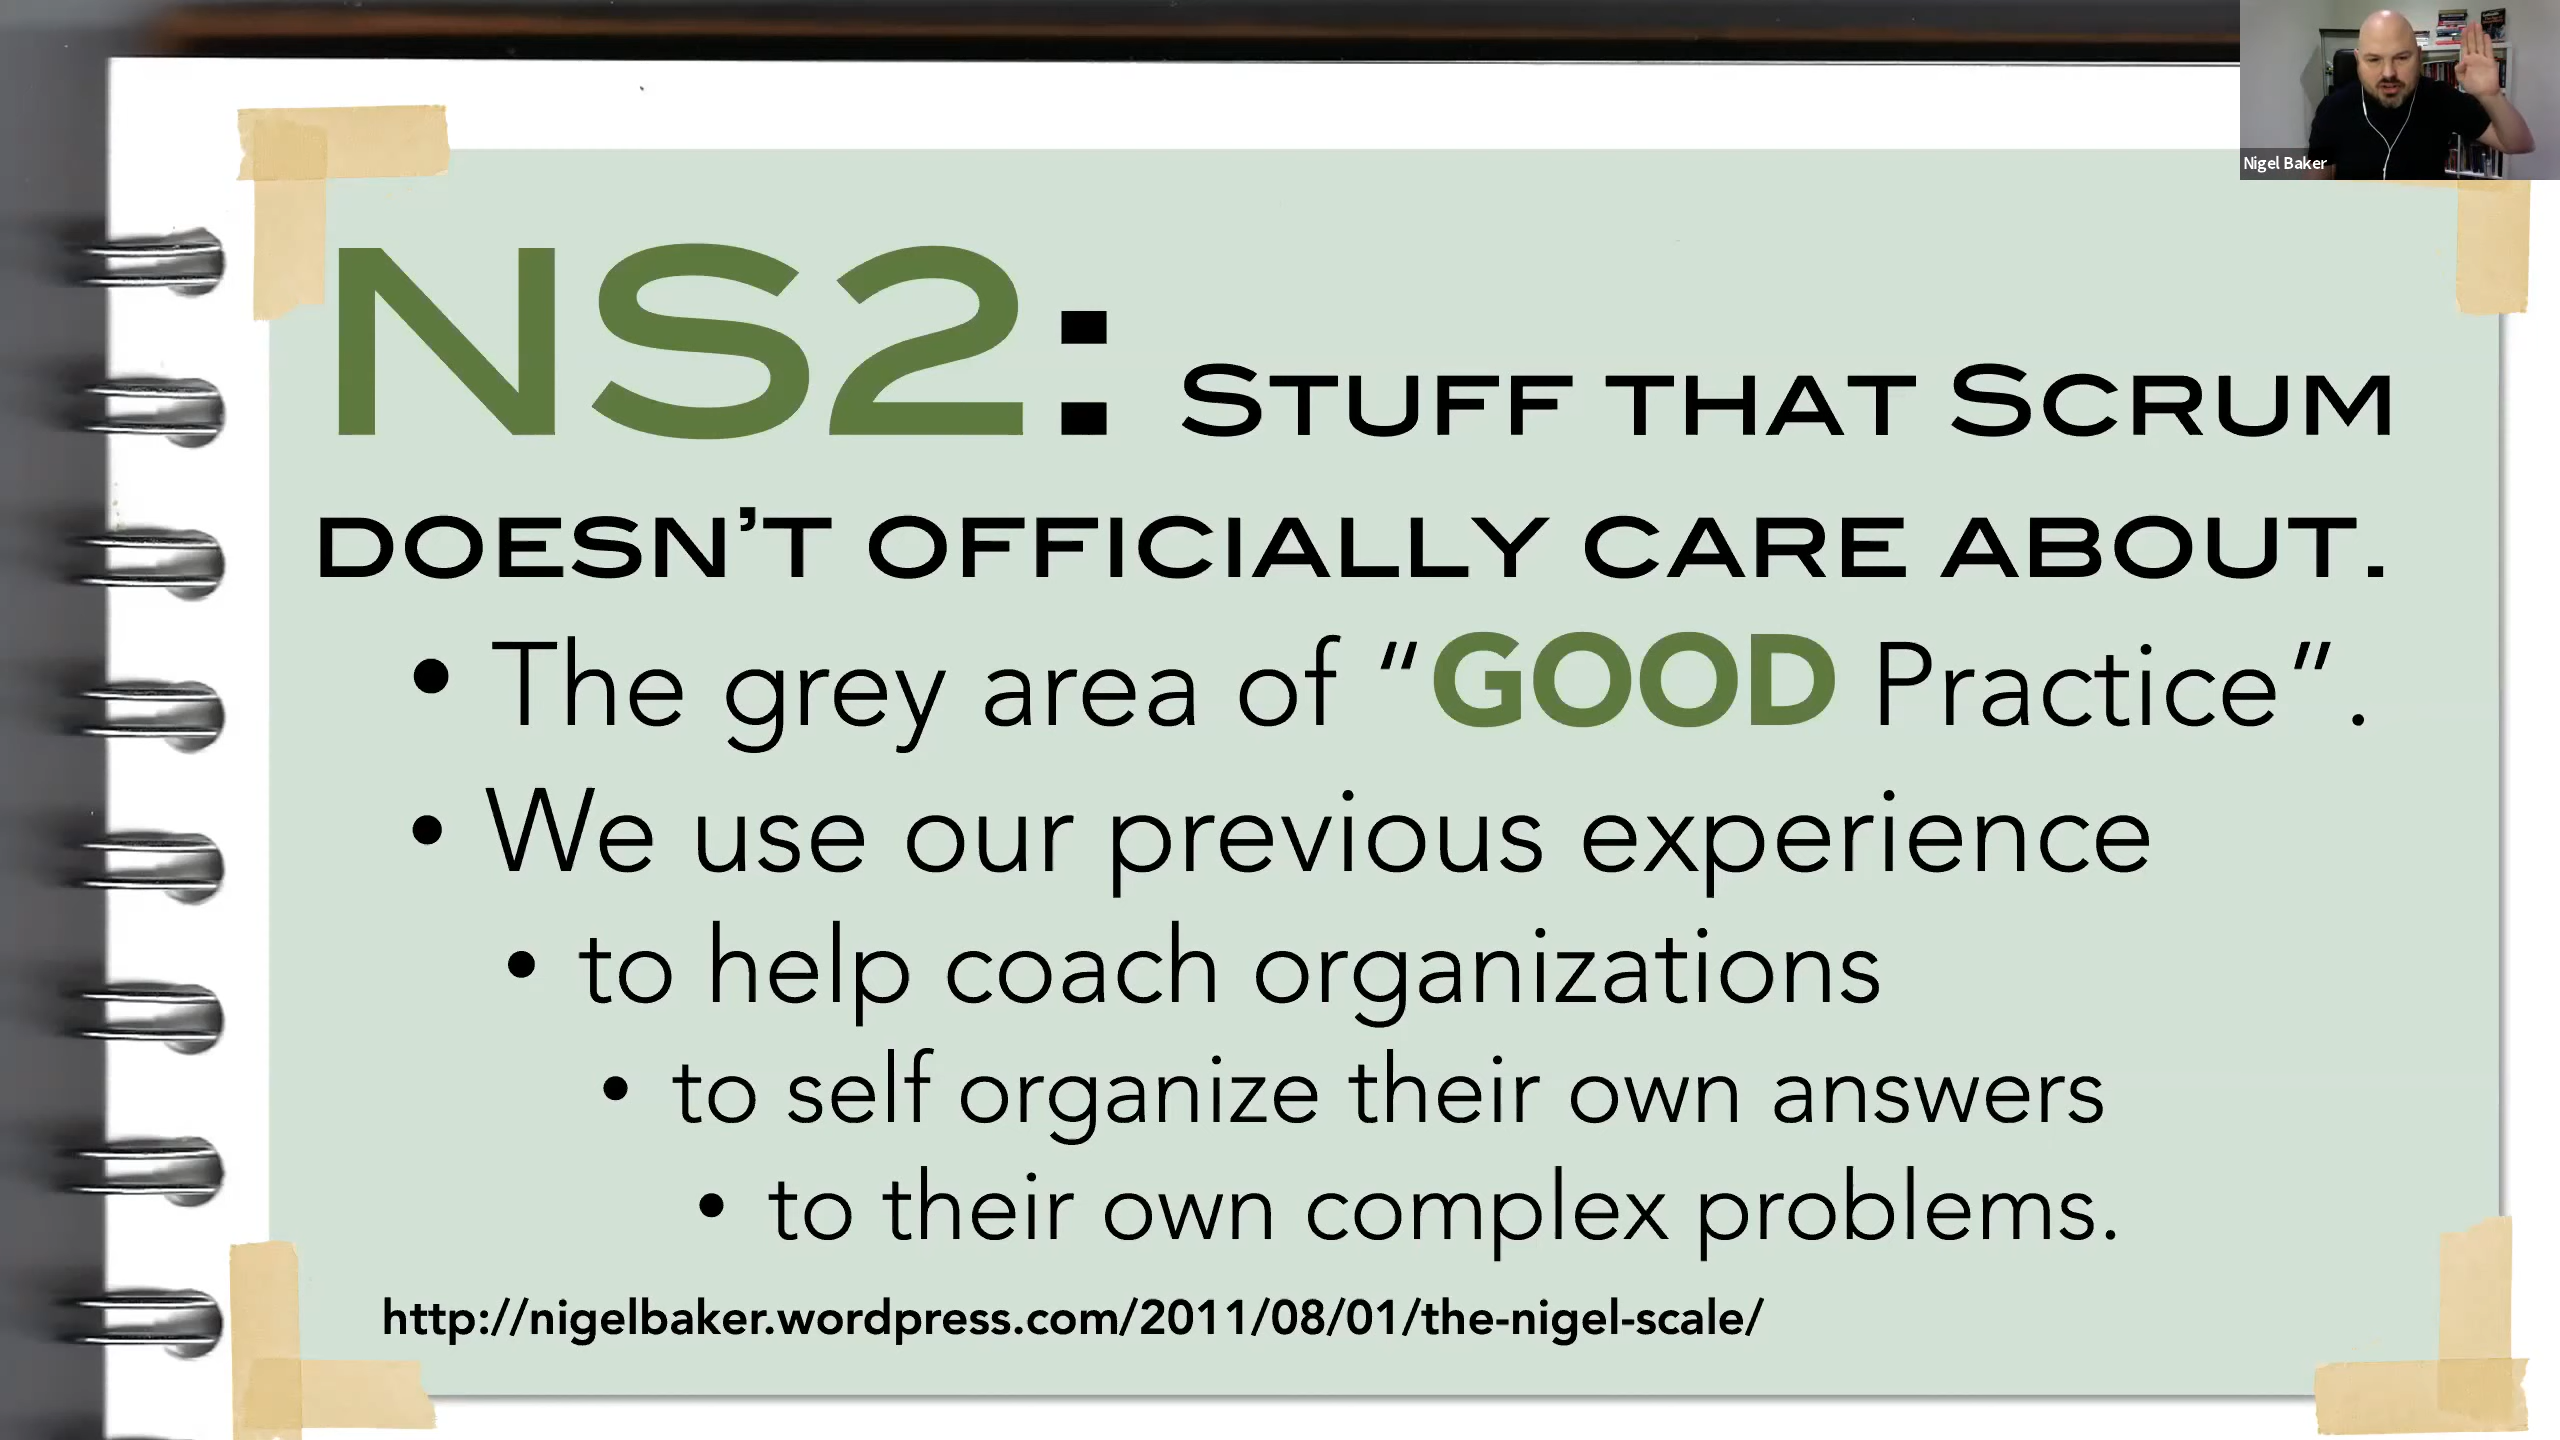 Nigel Baker
NS2: Stuff that Scrum
doesn’t officially care about.
• The grey area of “GOOD Practice”.
• We use our previous experience
• to help coach organizations
• to self organize their own answers
• to their own complex problems.
http://nigelbaker.wordpress.com/2011/08/01/the-nigel-scale/